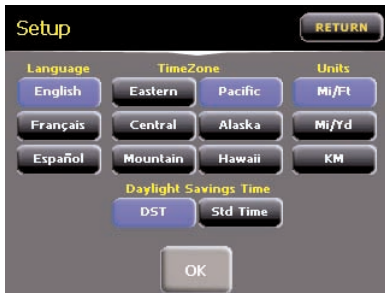 Setup RETURN
Language TimeZone Units
English Eastern Pacific Mi/Ft
Français Central Alaska Mi/Yd
Español Mountain Hawaii KM
Daylight Savings Time
DST Std Time
OK